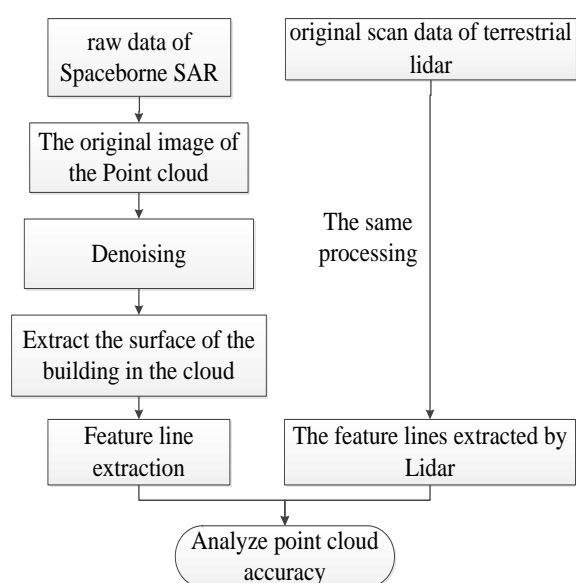 raw data of
Spaceborne SAR
original scan data of terrestrial
lidar
The original image of
the Point cloud
Denoising
The same
processing
Extract the surface of the
building in the cloud
Feature line
extraction
The feature lines extracted by
Lidar
Analyze point cloud
accuracy